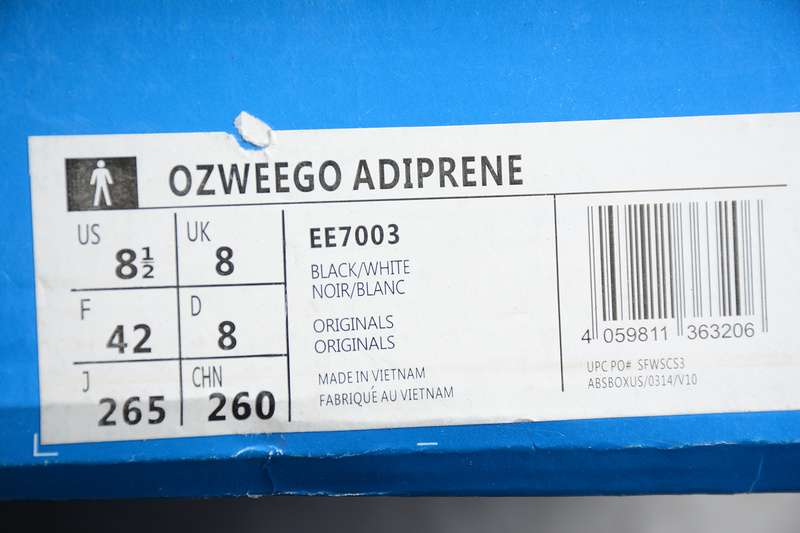 OZWEEGO ADIPRENE
US
8½
UK
8
F
42
D
8
J
265
CHN
260
EE7003
BLACK/WHITE
NOIR/BLANC
ORIGINALS
ORIGINALS
MADE IN VIETNAM
FABRIQUÉ AU VIETNAM
4 059811 363206
UPC PO# SFWSCS3
ABSBOXUS/0314/V10